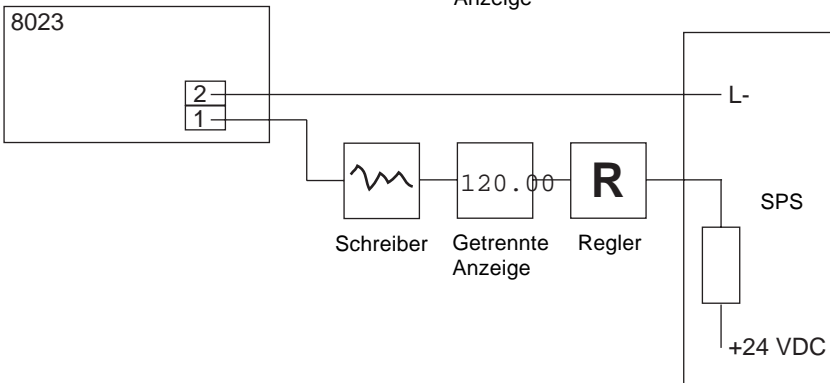 Anzeige
8023
2
L-
1
120.00
R
SPS
Schreiber
Getrennte
Anzeige
Regler
+24 VDC